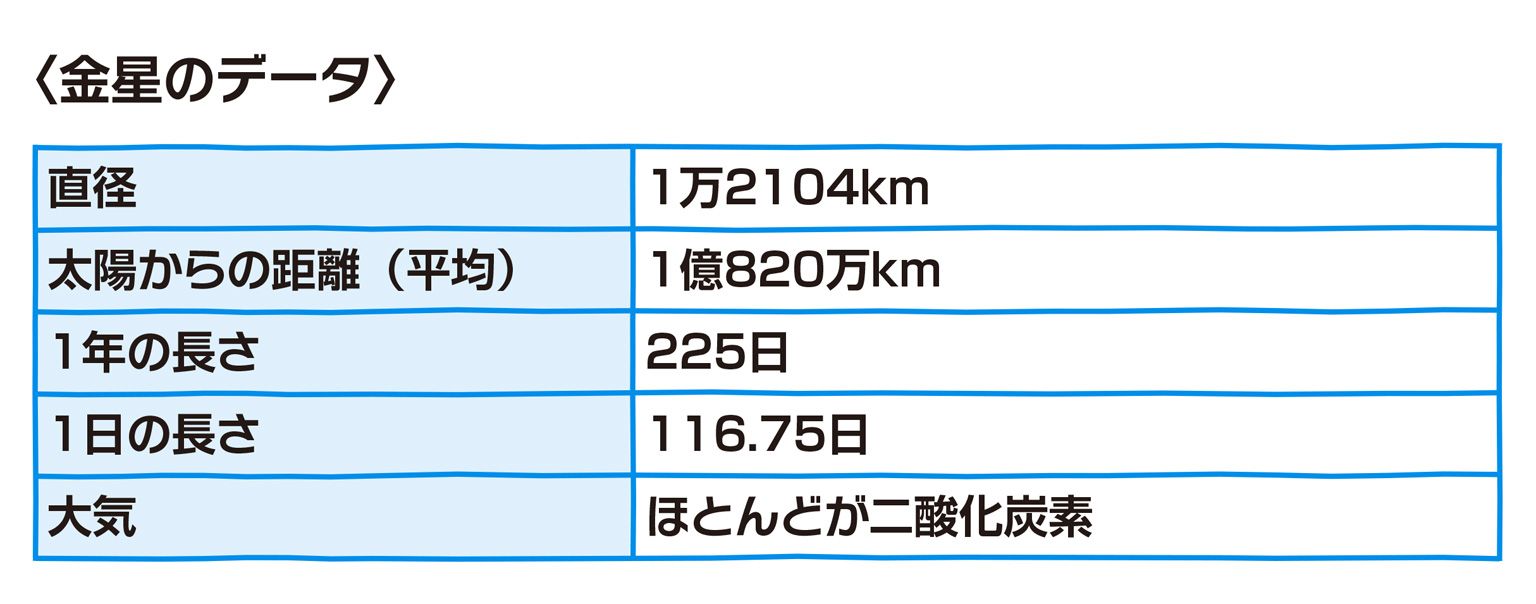 〈金星のデータ〉
直径 1万2104km
太陽からの距離（平均） 1億820万km
1年の長さ 225日
1日の長さ 116.75日
大気 ほとんどが二酸化炭素